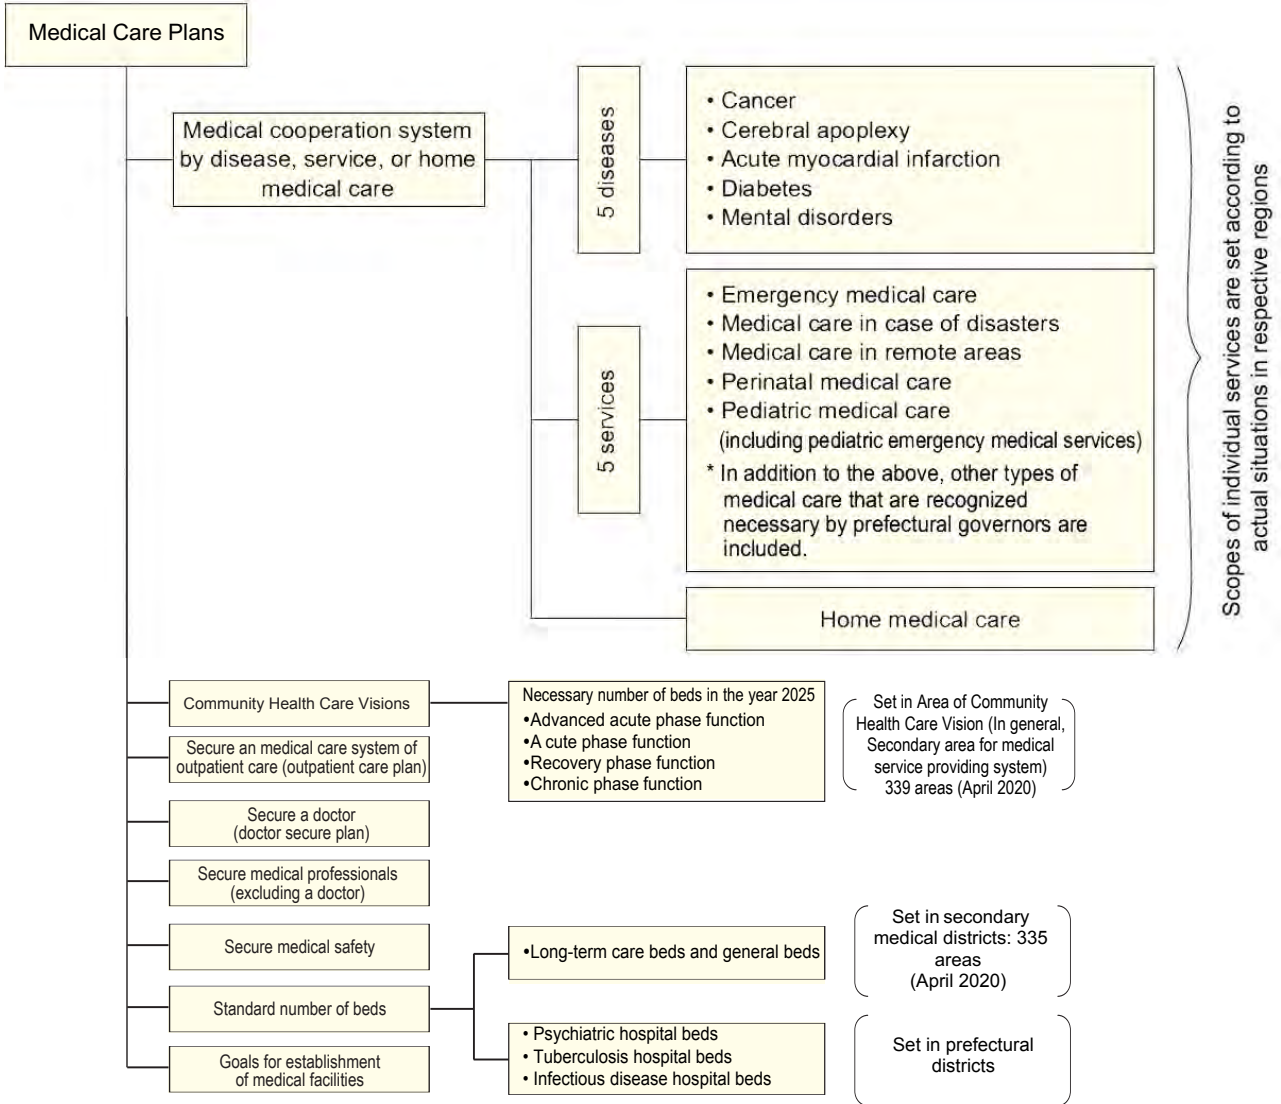 Medical Care Plans
Medical cooperation system
by disease, service, or home
medical care
5 diseases
• Cancer
• Cerebral apoplexy
• Acute myocardial infarction
• Diabetes
• Mental disorders
5 services
• Emergency medical care
• Medical care in case of disasters
• Medical care in remote areas
• Perinatal medical care
• Pediatric medical care
(including pediatric emergency medical services)
* In addition to the above, other types of
medical care that are recognized
necessary by prefectural governors are
included.
Home medical care
Scopes of individual services are set according to
actual situations in respective regions
Community Health Care Visions
Necessary number of beds in the year 2025
•Advanced acute phase function
•A cute phase function
•Recovery phase function
•Chronic phase function
Set in Area of Community
Health Care Vision (In general,
Secondary area for medical
service providing system)
339 areas (April 2020)
Secure an medical care system of
outpatient care (outpatient care plan)
Secure a doctor
(doctor secure plan)
Secure medical professionals
(excluding a doctor)
Secure medical safety
Standard number of beds
•Long-term care beds and general beds
Set in secondary
medical districts: 335
areas
(April 2020)
• Psychiatric hospital beds
• Tuberculosis hospital beds
• Infectious disease hospital beds
Set in prefectural
districts
Goals for establishment
of medical facilities